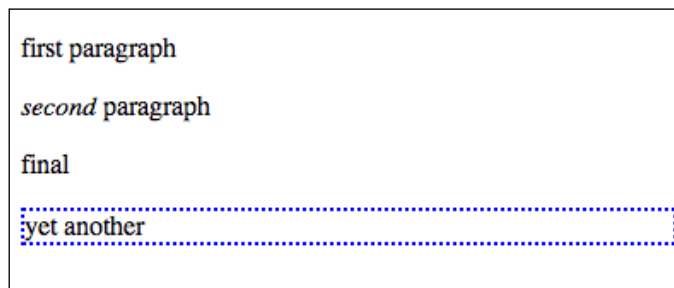 first paragraph
second paragraph
final
yet another